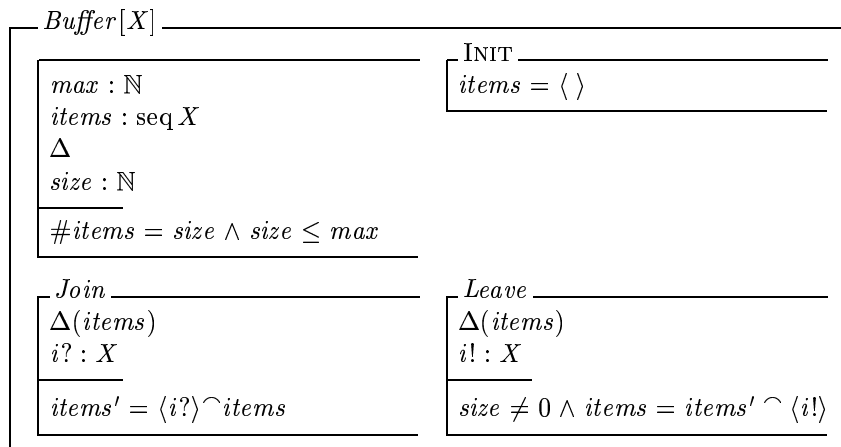 Buffer[X]
max : ℕ
items : seq X
Δ
size : ℕ
#items = size ∧ size ≤ max
INIT
items = ⟨ ⟩
Join
Δ(items)
i? : X
items′ = ⟨i?⟩⌢items
Leave
Δ(items)
i! : X
size ≠ 0 ∧ items = items′ ⌢ ⟨i!⟩